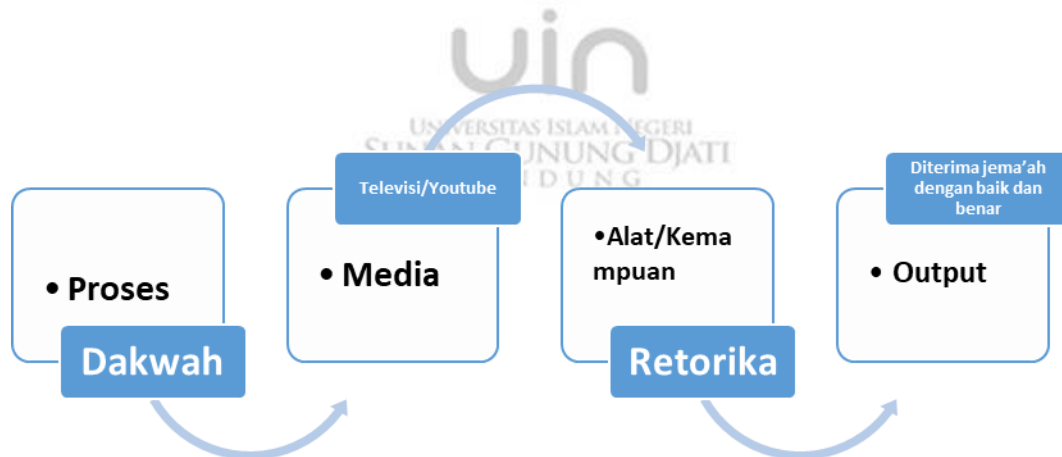 uin
UNIVERSITAS ISLAM NEGERI
SUNAN GUNUNG DJATI
BANDUNG
• Proses
Dakwah
Televisi/Youtube
• Media
•Alat/Kema
mpuan
Retorika
Diterima jema'ah
dengan baik dan
benar
• Output